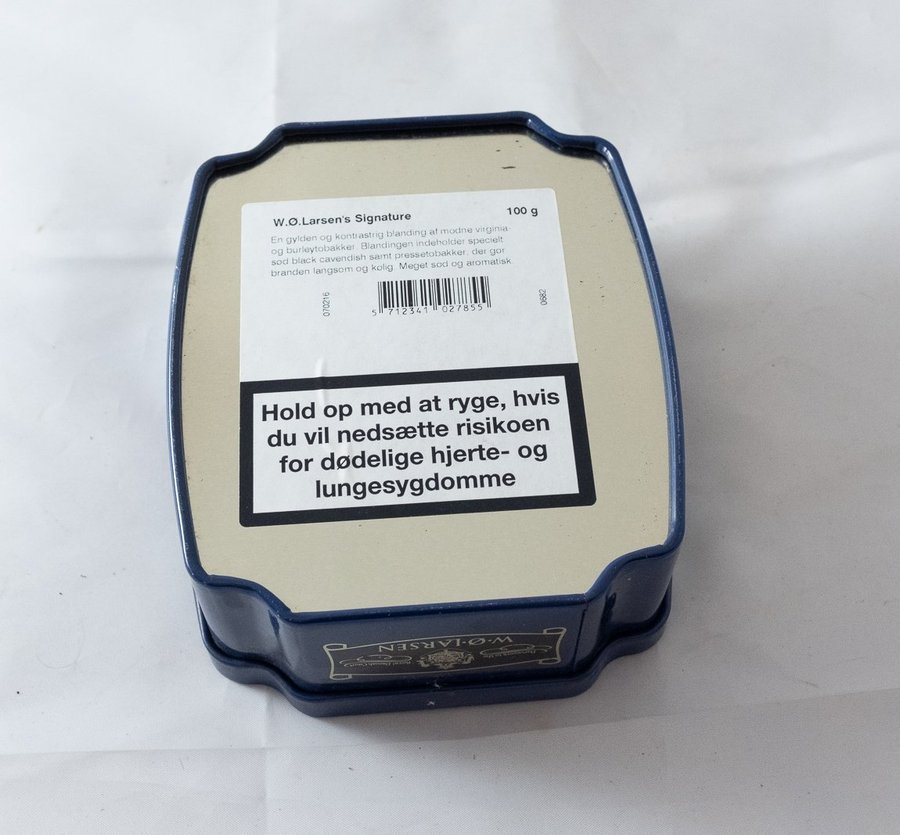 W.Ø.Larsen's Signature 100 g
En gylden og kontrastrig blanding af modne virginia-
og burleytobakker. Blandingen indeholder specielt
sød black cavendish samt pressetobakker, der gør
branden langsom og kølig. Meget sød og aromatisk.
070216
0682
5 712341 027855
Hold op med at ryge, hvis
du vil nedsætte risikoen
for dødelige hjerte- og
lungesygdomme
W·Ø·LARSEN